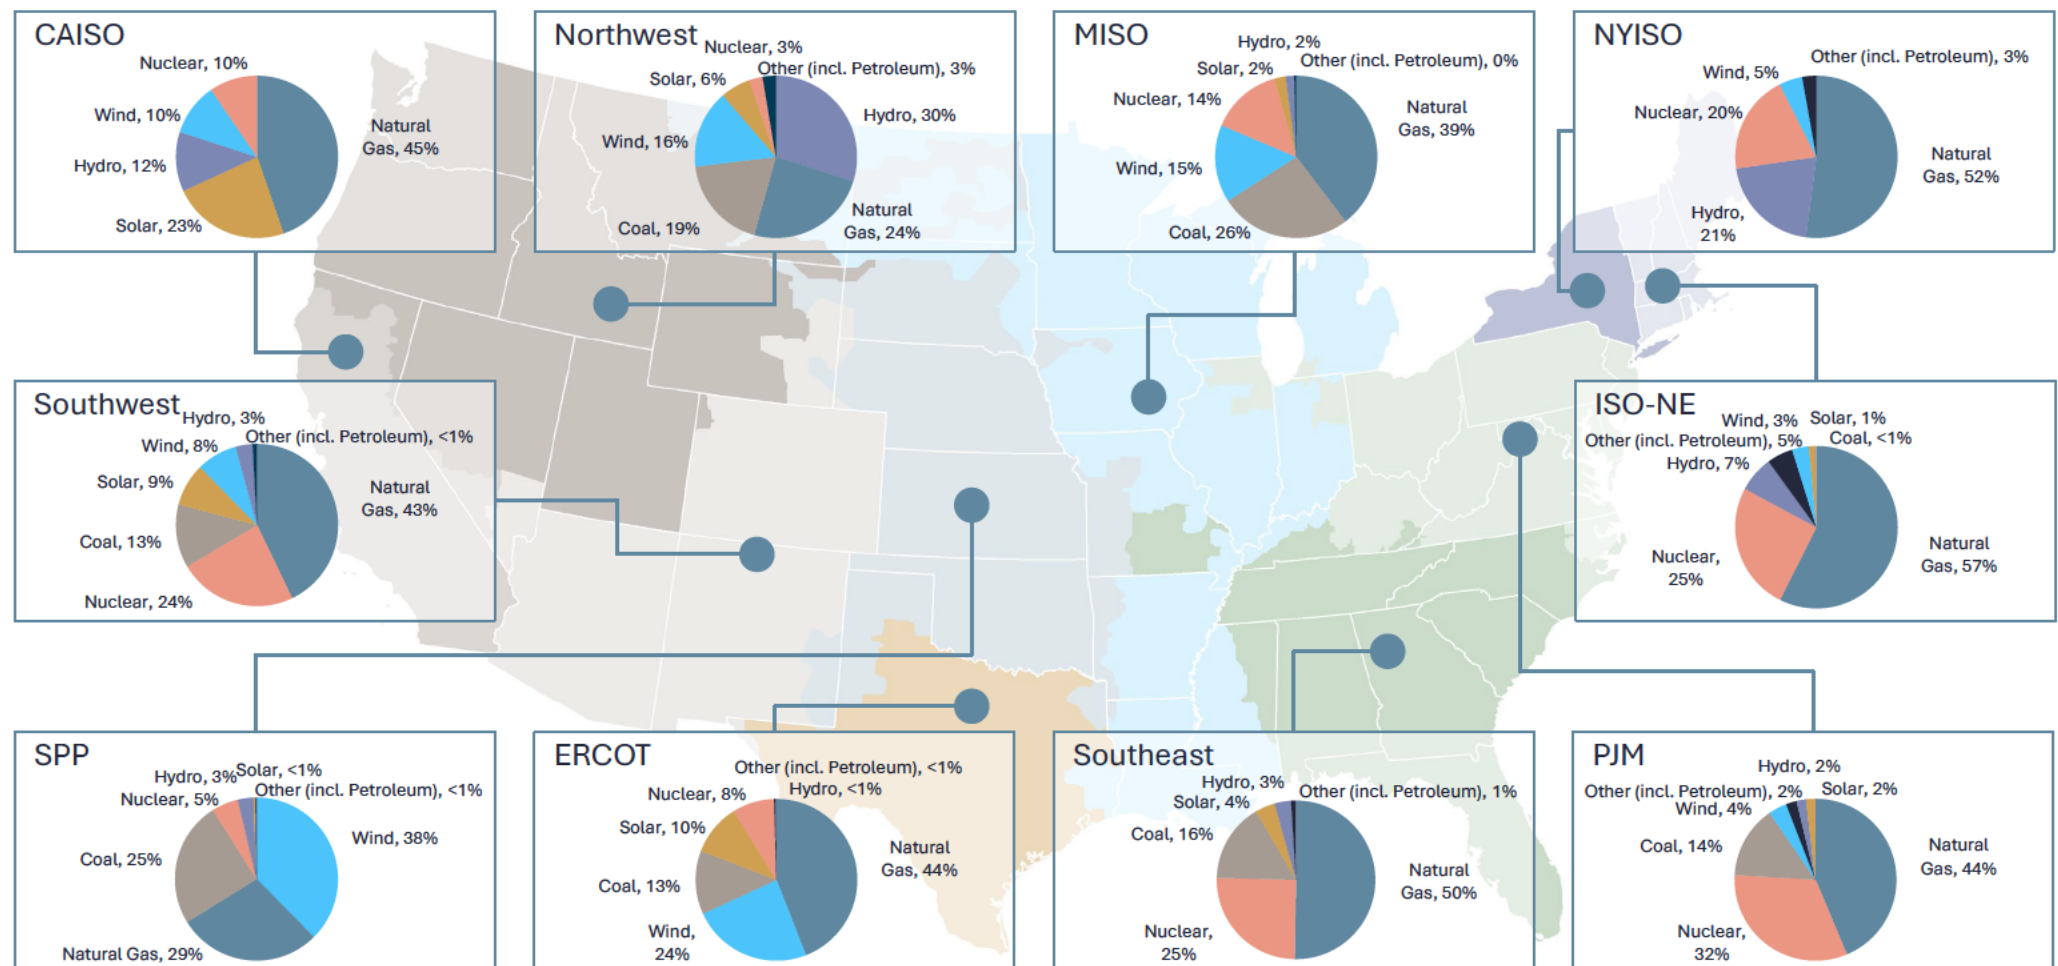 CAISO
Nuclear, 10%
Wind, 10%
Hydro, 12%
Solar, 23%
Natural
Gas, 45%
Northwest
Nuclear, 3%
Other (incl. Petroleum), 3%
Solar, 6%
Hydro, 30%
Wind, 16%
Coal, 19%
Natural
Gas, 24%
MISO
Hydro, 2%
Other (incl. Petroleum), 0%
Solar, 2%
Nuclear, 14%
Natural
Gas, 39%
Wind, 15%
Coal, 26%
NYISO
Other (incl. Petroleum), 3%
Wind, 5%
Nuclear, 20%
Natural
Gas, 52%
Hydro,
21%
Southwest
Hydro, 3%
Other (incl. Petroleum), <1%
Wind, 8%
Solar, 9%
Natural
Gas, 43%
Coal, 13%
Nuclear, 24%
ISO-NE
Wind, 3%
Solar, 1%
Other (incl. Petroleum), 5%
Coal, <1%
Hydro, 7%
Nuclear,
25%
Natural
Gas, 57%
SPP
Solar, <1%
Hydro, 3%
Other (incl. Petroleum), <1%
Nuclear, 5%
Wind, 38%
Coal, 25%
Natural Gas, 29%
ERCOT
Other (incl. Petroleum), <1%
Hydro, <1%
Nuclear, 8%
Solar, 10%
Natural
Gas, 44%
Coal, 13%
Wind,
24%
Southeast
Hydro, 3%
Other (incl. Petroleum), 1%
Solar, 4%
Coal, 16%
Natural
Gas, 50%
Nuclear,
25%
PJM
Hydro, 2%
Other (incl. Petroleum), 2%
Solar, 2%
Wind, 4%
Coal, 14%
Natural
Gas, 44%
Nuclear,
32%